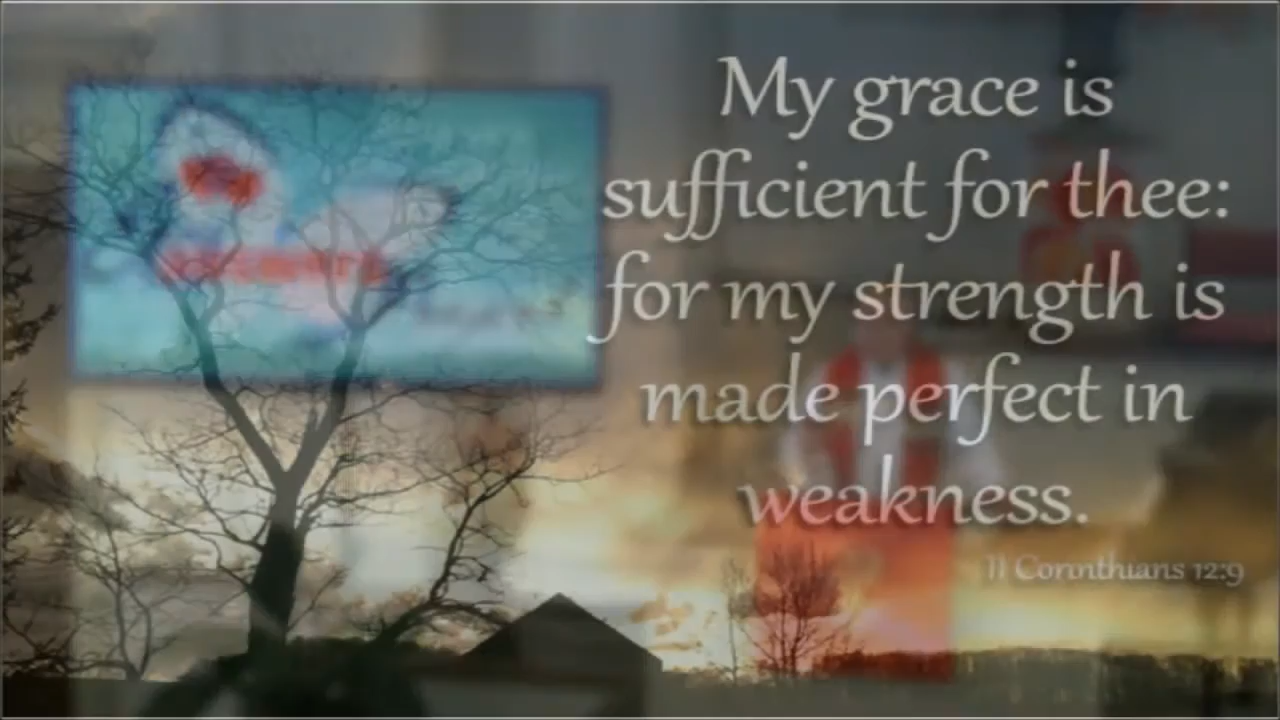 My grace is
sufficient for thee:
for my strength is
made perfect in
weakness.
II Corinthians 12:9